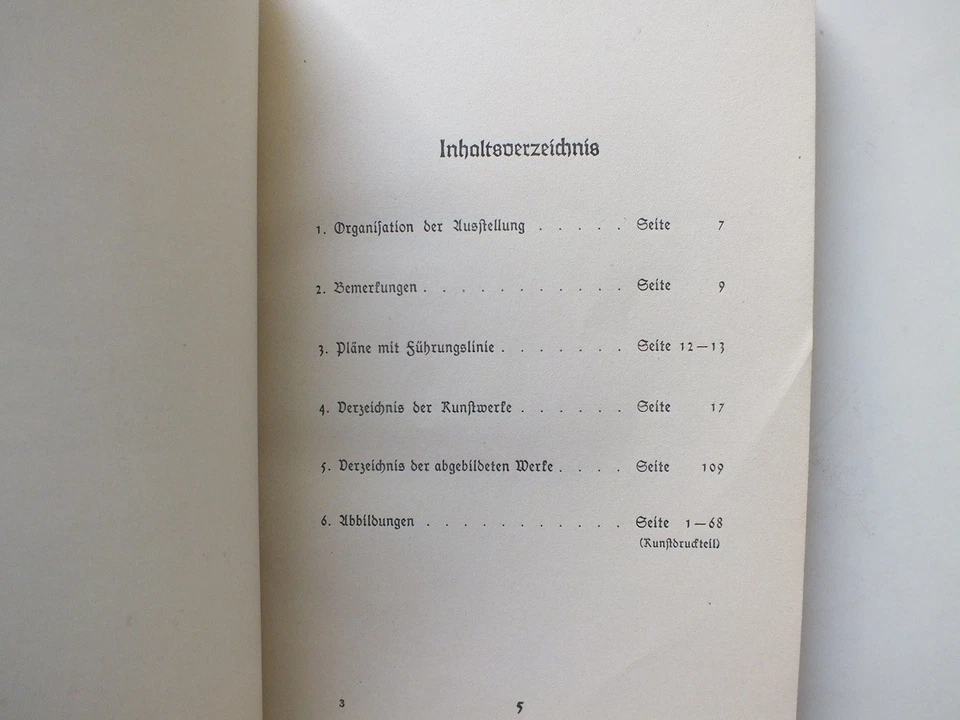 Inhaltsverzeichnis
1. Organisation der Ausstellung . . . . . Seite 7
2. Bemerkungen . . . . . . . . . . Seite 9
3. Pläne mit Führungslinie . . . . . . . Seite 12—13
4. Verzeichnis der Kunstwerke . . . . . . Seite 17
5. Verzeichnis der abgebildeten Werke . . . . Seite 109
6. Abbildungen . . . . . . . . . . Seite 1—68
(Kunstdruckteil)
3 5